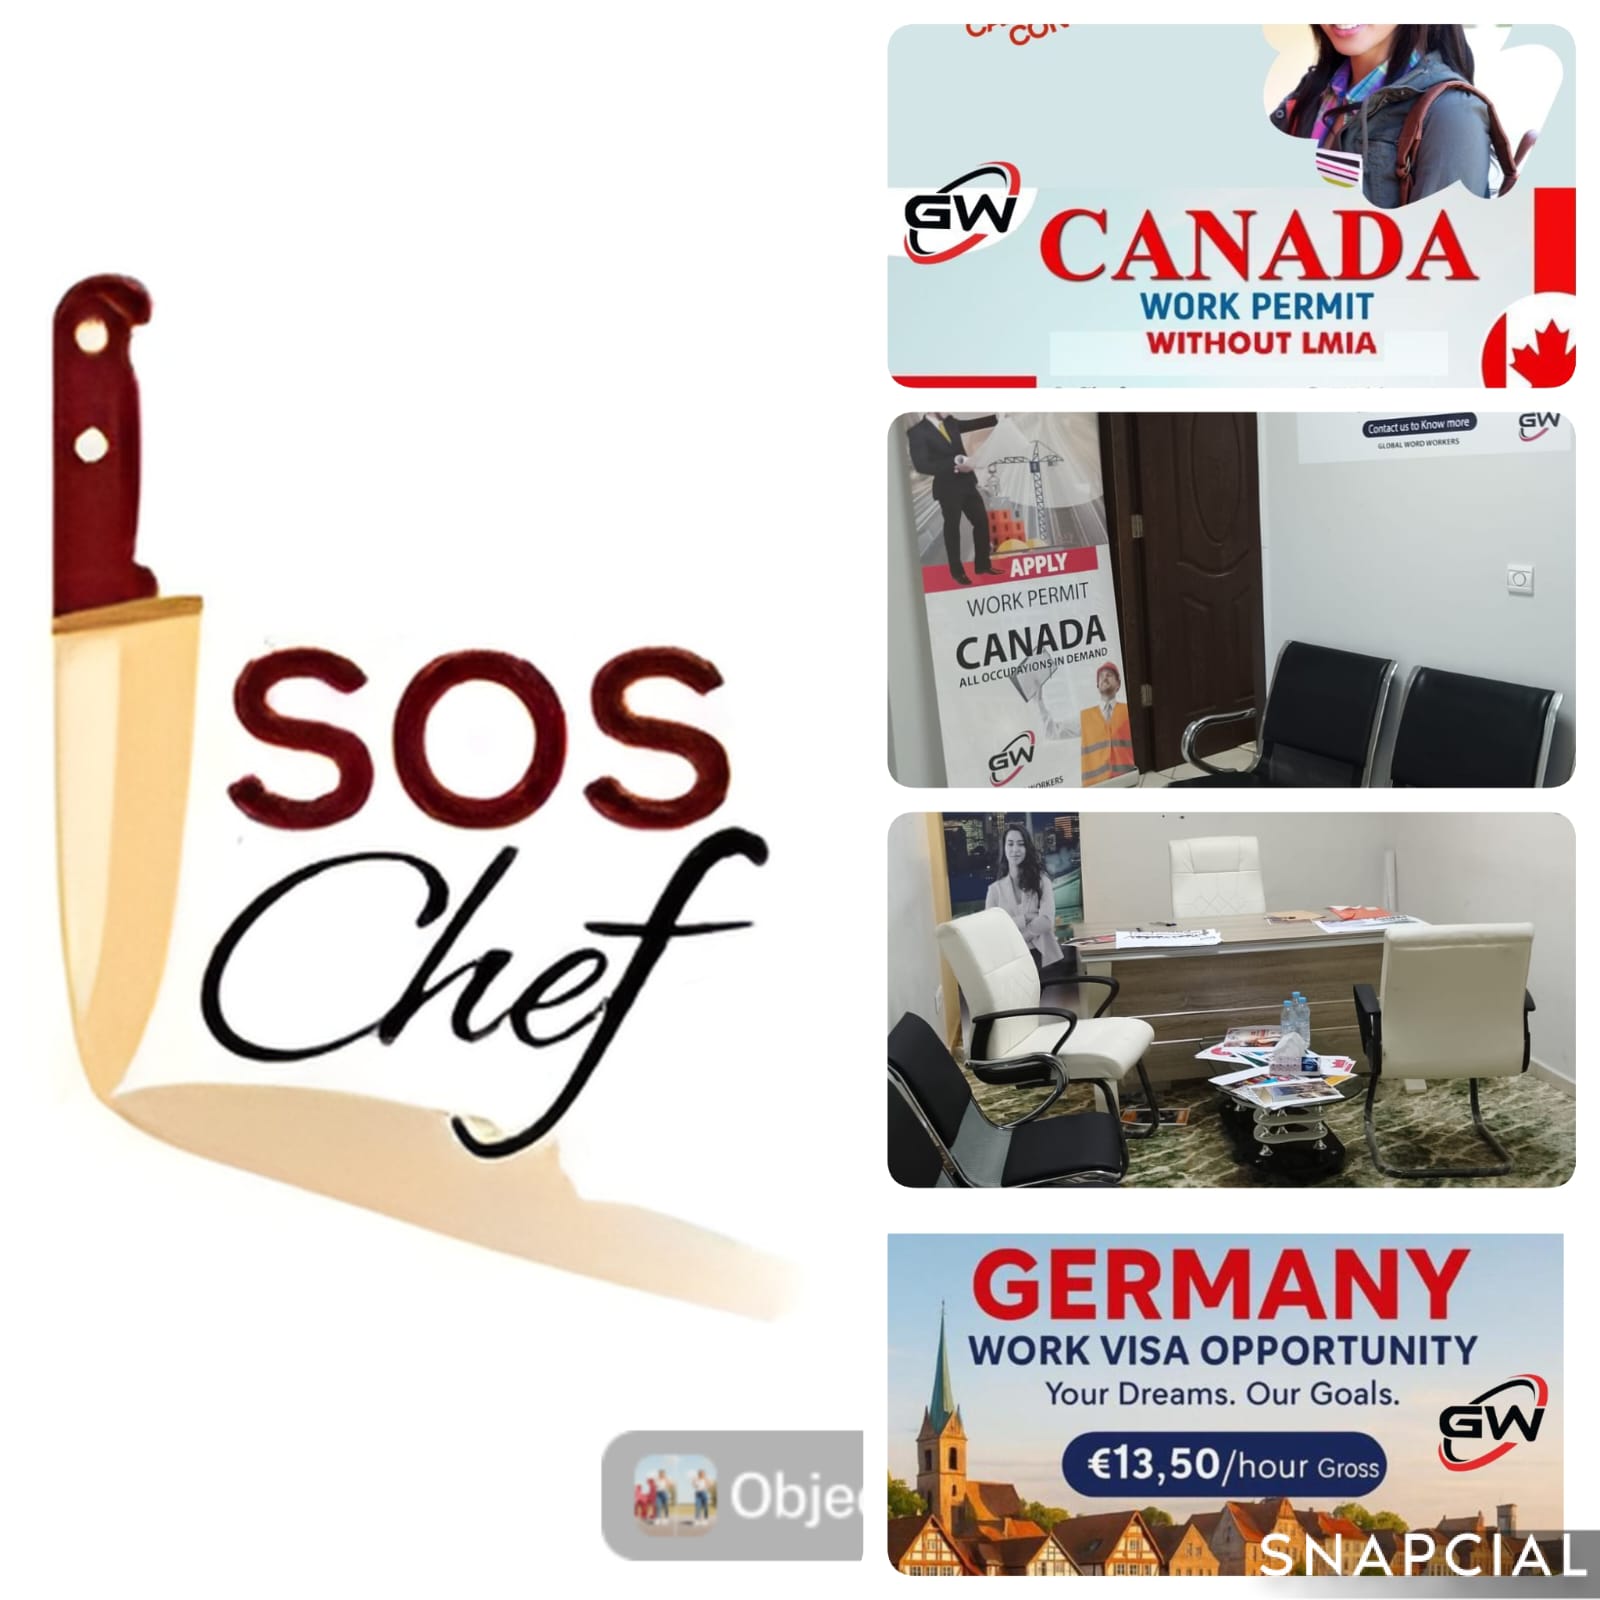 SOS
Chef
Obje
GW
CANADA
WORK PERMIT
WITHOUT LMIA
Contact us to Know more
GLOBAL WORD WORKERS
GW
APPLY
WORK PERMIT
CANADA
ALL OCCUPAYIONS IN DEMAND
GW
WORKERS
GERMANY
WORK VISA OPPORTUNITY
Your Dreams. Our Goals.
GW
€13,50/hour Gross
SNAPCIAL